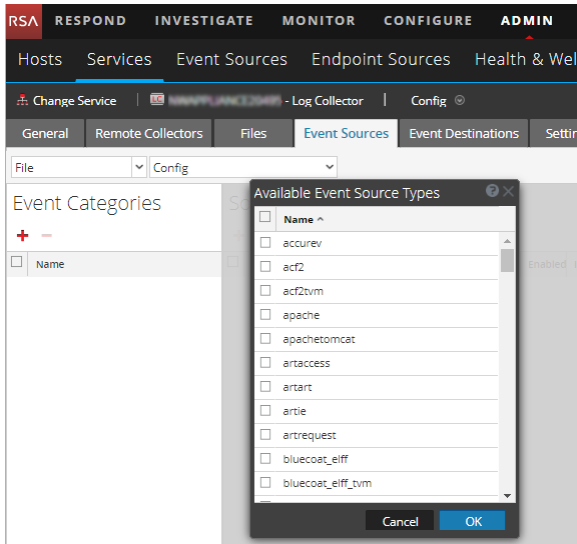 RSA RESPOND INVESTIGATE MONITOR CONFIGURE ADMIN
Hosts Services Event Sources Endpoint Sources Health & Wel
Change Service LC - Log Collector Config
General Remote Collectors Files Event Sources Event Destinations Settin
File Config
Available Event Source Types
Event Categories So
Name
accurev
Name Enabled
acf2
acf2tvm
apache
apachetomcat
artaccess
artart
artie
artrequest
bluecoat_elff
bluecoat_elff_tvm
Cancel OK